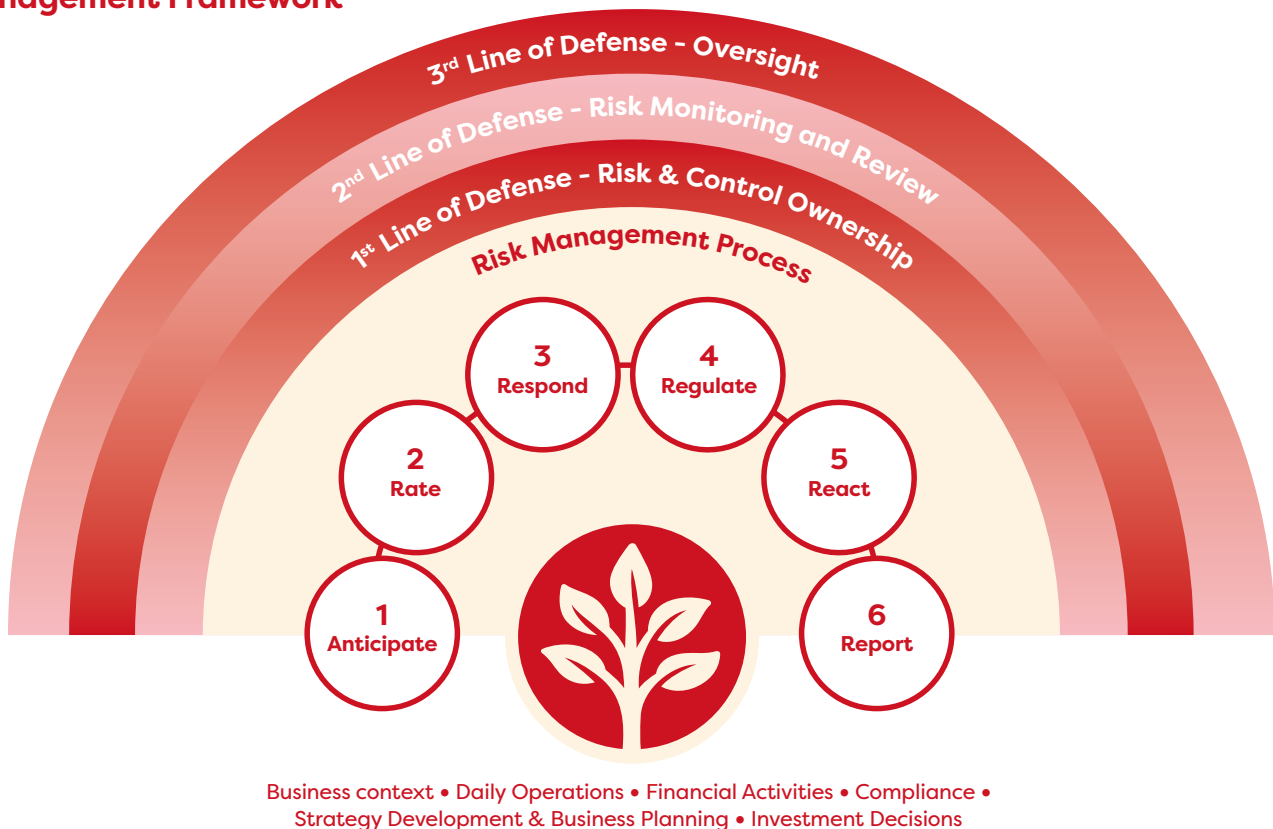 Management Framework
3rd Line of Defense - Oversight
2nd Line of Defense - Risk Monitoring and Review
1st Line of Defense - Risk & Control Ownership
Risk Management Process
3
Respond
4
Regulate
2
Rate
5
React
1
Anticipate
6
Report
Business context • Daily Operations • Financial Activities • Compliance •
Strategy Development & Business Planning • Investment Decisions